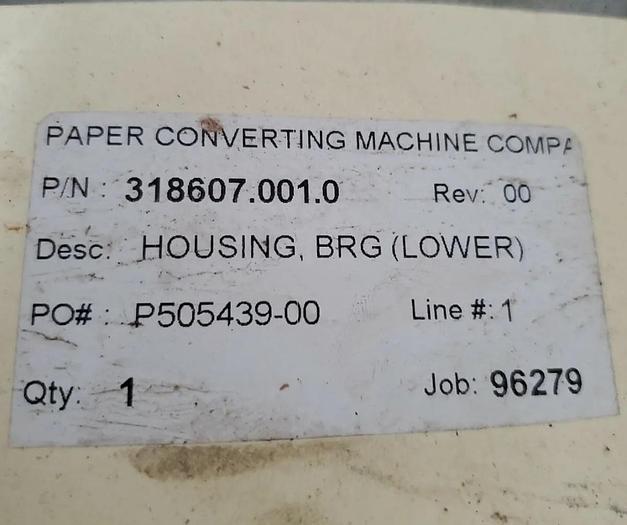 PAPER CONVERTING MACHINE COMPA
P/N : 318607.001.0 Rev: 00
Desc: HOUSING, BRG (LOWER)
PO# : P505439-00 Line #: 1
Qty: 1 Job: 96279